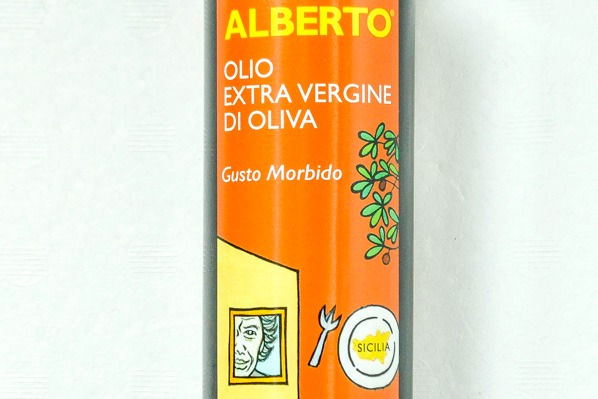 ALBERTO®
OLIO
EXTRA VERGINE
DI OLIVA
Gusto Morbido
SICILIA